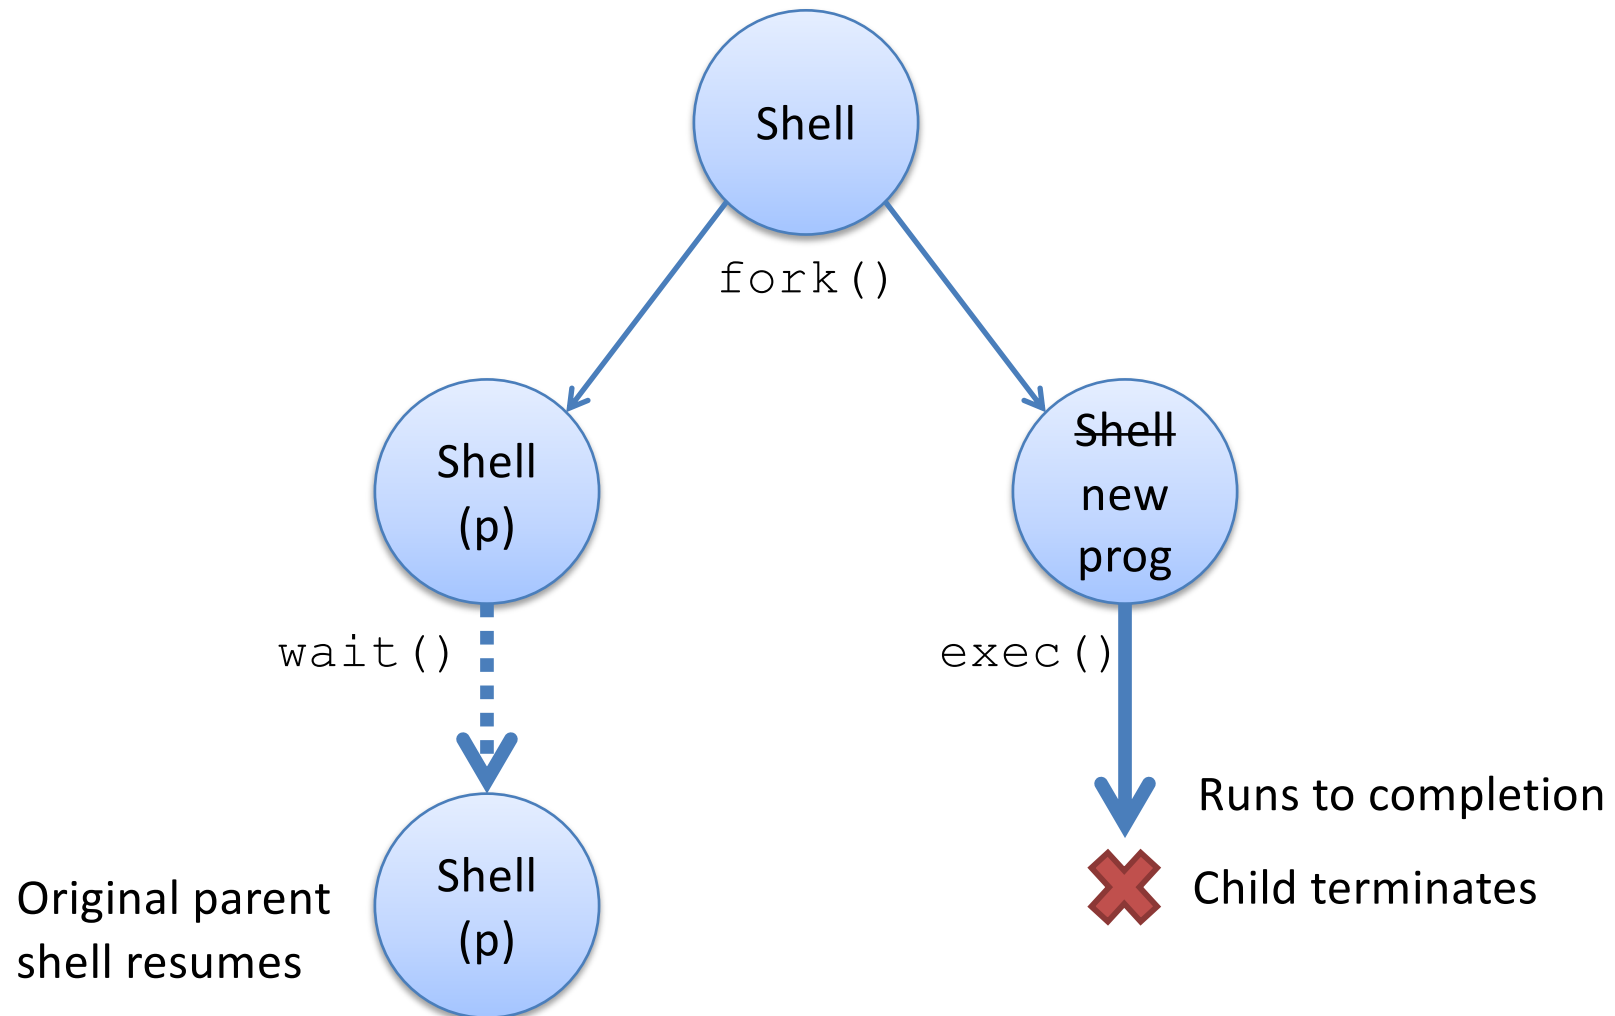 Shell
fork()
Shell
(p)
Shell
new
prog
wait()
exec()
Runs to completion
Child terminates
Original parent
shell resumes
Shell
(p)